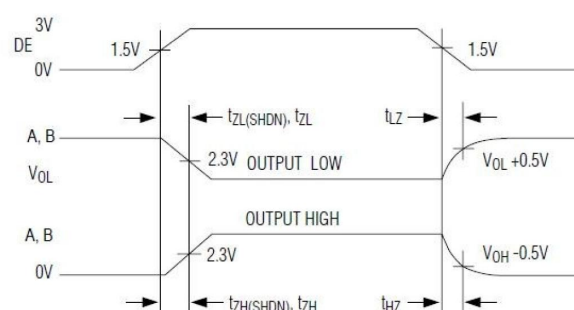 3V
DE
1.5V
1.5V
0V
tZL(SHDN), tZL
tLZ
A, B
2.3V
OUTPUT LOW
VOL +0.5V
VOL
OUTPUT HIGH
A, B
2.3V
VOH -0.5V
0V
tZH(SHDN), tZH
tHZ